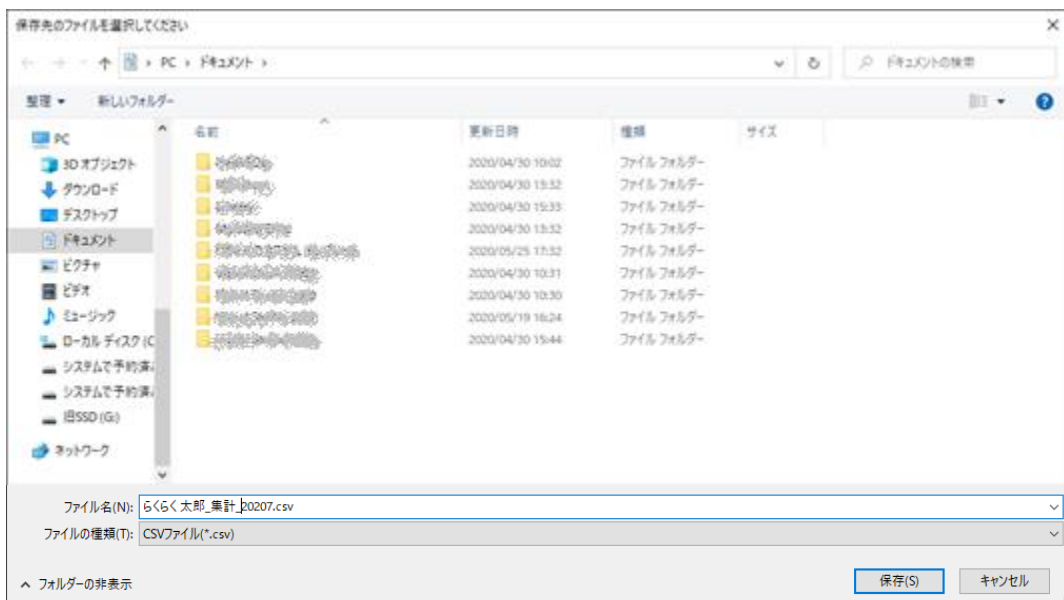 保存先のファイルを選択してください
PC › ドキュメント ›
ドキュメントの検索
整理 新しいフォルダー
名前 更新日時 種類 サイズ
PC
3D オブジェクト
ダウンロード
デスクトップ
ドキュメント
ピクチャ
ビデオ
ミュージック
ローカル ディスク (C
システムで予約済
システムで予約済
旧SSD (G:)
ネットワーク
2020/04/30 10:02 ファイル フォルダー
2020/04/30 13:32 ファイル フォルダー
2020/04/30 15:33 ファイル フォルダー
2020/04/30 13:32 ファイル フォルダー
2020/05/25 17:32 ファイル フォルダー
2020/04/30 10:31 ファイル フォルダー
2020/04/30 10:30 ファイル フォルダー
2020/05/19 16:24 ファイル フォルダー
2020/04/30 15:44 ファイル フォルダー
ファイル名(N): らくらく太郎_集計_20207.csv
ファイルの種類(T): CSVファイル(*.csv)
フォルダーの非表示
保存(S) キャンセル